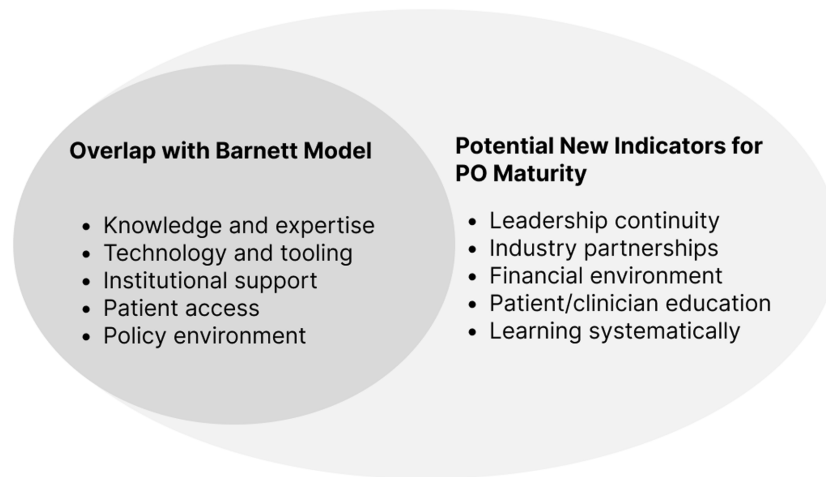 Overlap with Barnett Model
• Knowledge and expertise
• Technology and tooling
• Institutional support
• Patient access
• Policy environment
Potential New Indicators for
PO Maturity
• Leadership continuity
• Industry partnerships
• Financial environment
• Patient/clinician education
• Learning systematically